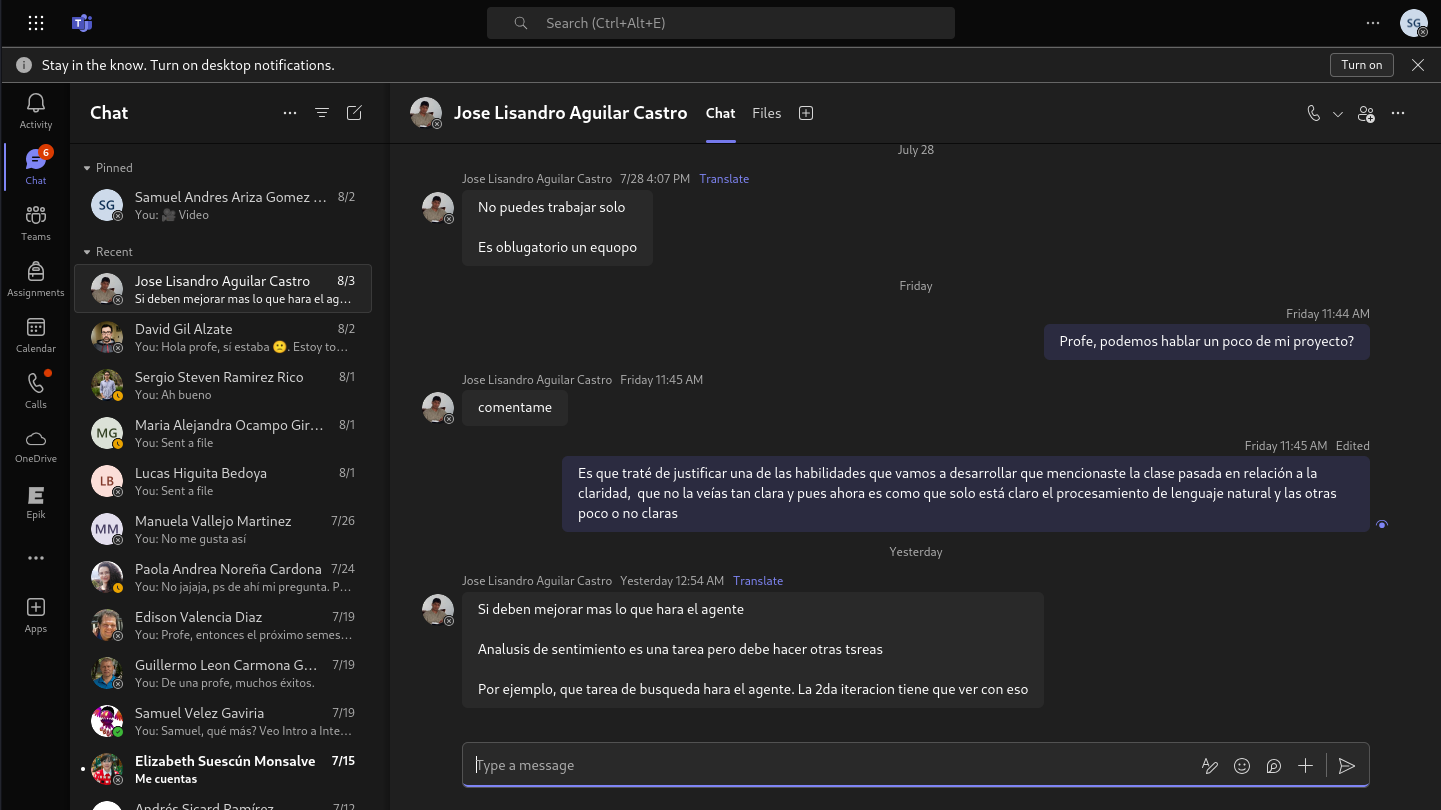 Search (Ctrl+Alt+E)
SG
Stay in the know. Turn on desktop notifications.
Turn on
Activity
6
Chat
Teams
Assignments
Calendar
Calls
OneDrive
Epik
Apps
Chat
Pinned
SG
Samuel Andres Ariza Gomez ... 8/2
You: 🎥 Video
Recent
Jose Lisandro Aguilar Castro 8/3
Si deben mejorar mas lo que hara el ag...
David Gil Alzate 8/2
You: Hola profe, sí estaba 🙁. Estoy to...
Sergio Steven Ramirez Rico 8/1
You: Ah bueno
MG
Maria Alejandra Ocampo Gir... 8/1
You: Sent a file
LB
Lucas Higuita Bedoya 8/1
You: Sent a file
MM
Manuela Vallejo Martinez 7/26
You: No me gusta así
Paola Andrea Noreña Cardona 7/24
You: No jajaja, ps de ahí mi pregunta. P...
Edison Valencia Diaz 7/19
You: Profe, entonces el próximo semes...
Guillermo Leon Carmona G... 7/19
You: De una profe, muchos éxitos.
Samuel Velez Gaviria 7/19
You: Samuel, qué más? Veo Intro a Inte...
Elizabeth Suescún Monsalve 7/15
Me cuentas
Andrés Sicard Ramírez 7/12
Jose Lisandro Aguilar Castro Chat Files
July 28
Jose Lisandro Aguilar Castro 7/28 4:07 PM Translate
No puedes trabajar solo
Es oblugatorio un equopo
Friday
Friday 11:44 AM
Profe, podemos hablar un poco de mi proyecto?
Jose Lisandro Aguilar Castro Friday 11:45 AM
comentame
Friday 11:45 AM Edited
Es que traté de justificar una de las habilidades que vamos a desarrollar que mencionaste la clase pasada en relación a la
claridad, que no la veías tan clara y pues ahora es como que solo está claro el procesamiento de lenguaje natural y las otras
poco o no claras
Yesterday
Jose Lisandro Aguilar Castro Yesterday 12:54 AM Translate
Si deben mejorar mas lo que hara el agente
Analusis de sentimiento es una tarea pero debe hacer otras tsreas
Por ejemplo, que tarea de busqueda hara el agente. La 2da iteracion tiene que ver con eso
Type a message